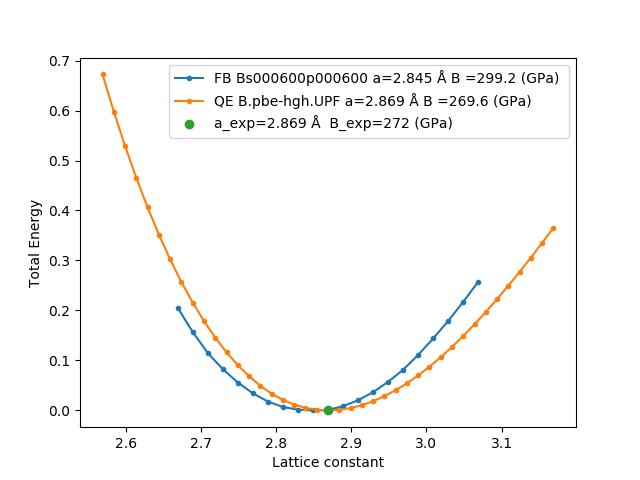 FB Bs000600p000600 a=2.845 Å B =299.2 (GPa)
QE B.pbe-hgh.UPF a=2.869 Å B =269.6 (GPa)
a_exp=2.869 Å  B_exp=272 (GPa)
0.7
0.6
0.5
0.4
0.3
0.2
0.1
0.0
Total Energy
2.6 2.7 2.8 2.9 3.0 3.1
Lattice constant